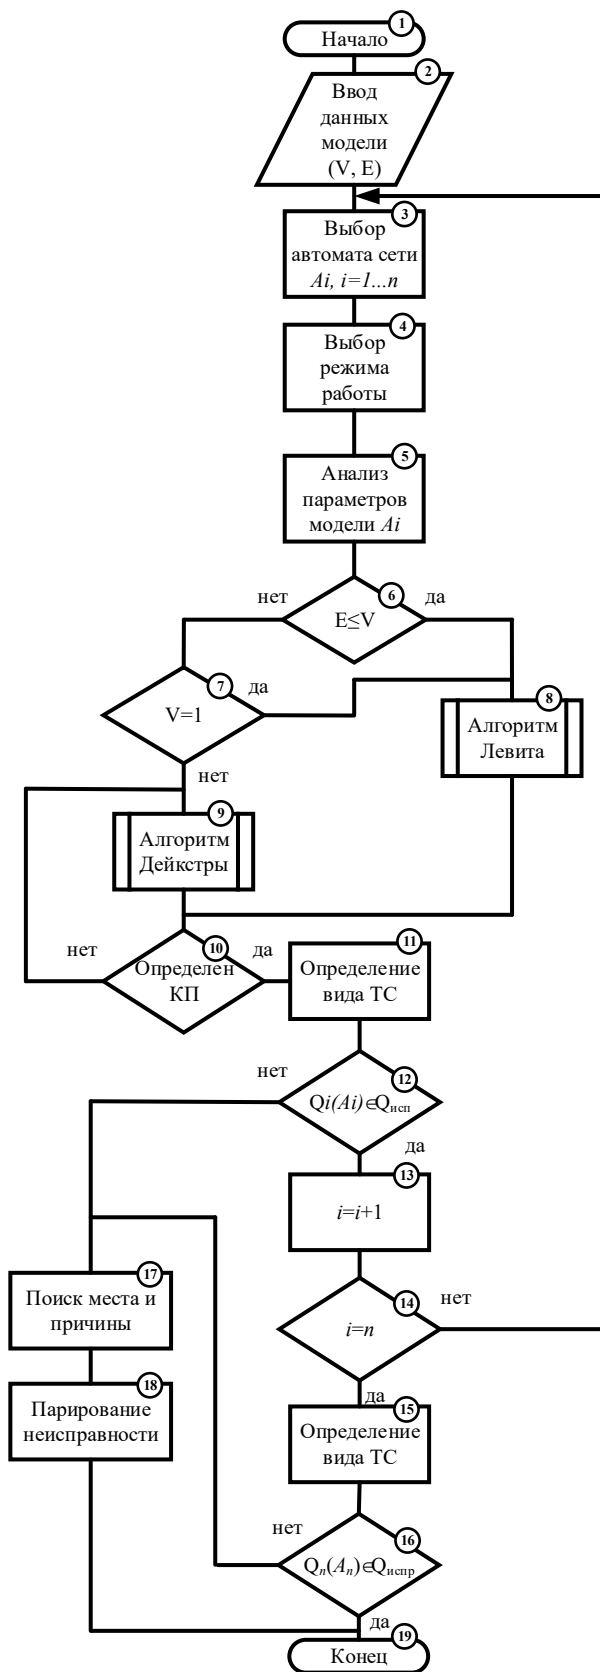 1
Начало
2
Ввод
данных
модели
(V, E)
3
Выбор
автомата сети
Ai, i=1...n
4
Выбор
режима
работы
5
Анализ
параметров
модели Ai
6
нет
да
E≤V
7
да
V=1
8
Алгоритм
Левита
нет
9
Алгоритм
Дейкстры
нет
10
да
Определен
КП
11
Определение
вида ТС
нет
12
Qi(Ai)∈Qисп
да
13
i=i+1
14
нет
i=n
17
Поиск места и
причины
да
15
Определение
вида ТС
18
Парирование
неисправности
нет
16
Qn(An)∈Qиспр
да
19
Конец